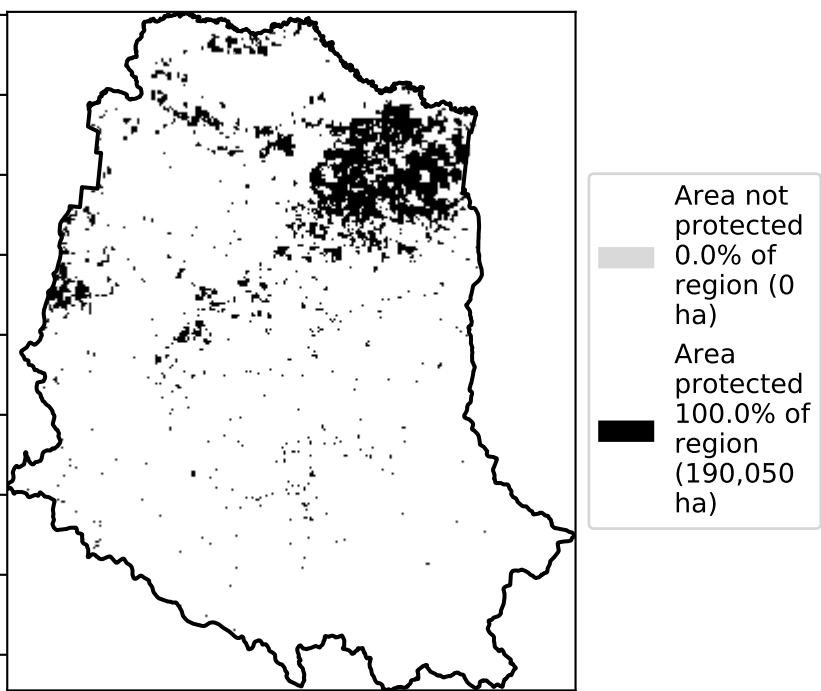 Area not
protected
0.0% of
region (0
ha)
Area
protected
100.0% of
region
(190,050
ha)